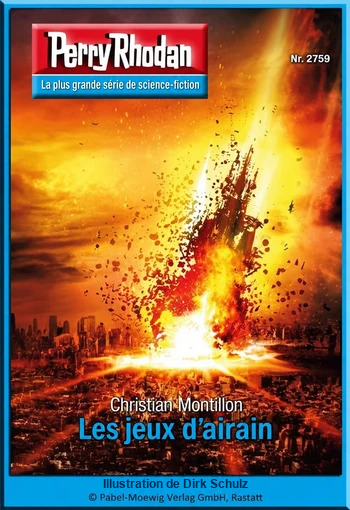 Perry Rhodan
La plus grande série de science-fiction
Nr. 2759
Christian Montillon
Les jeux d'airain
Illustration de Dirk Schulz
© Pabel-Moewig Verlag GmbH, Rastatt